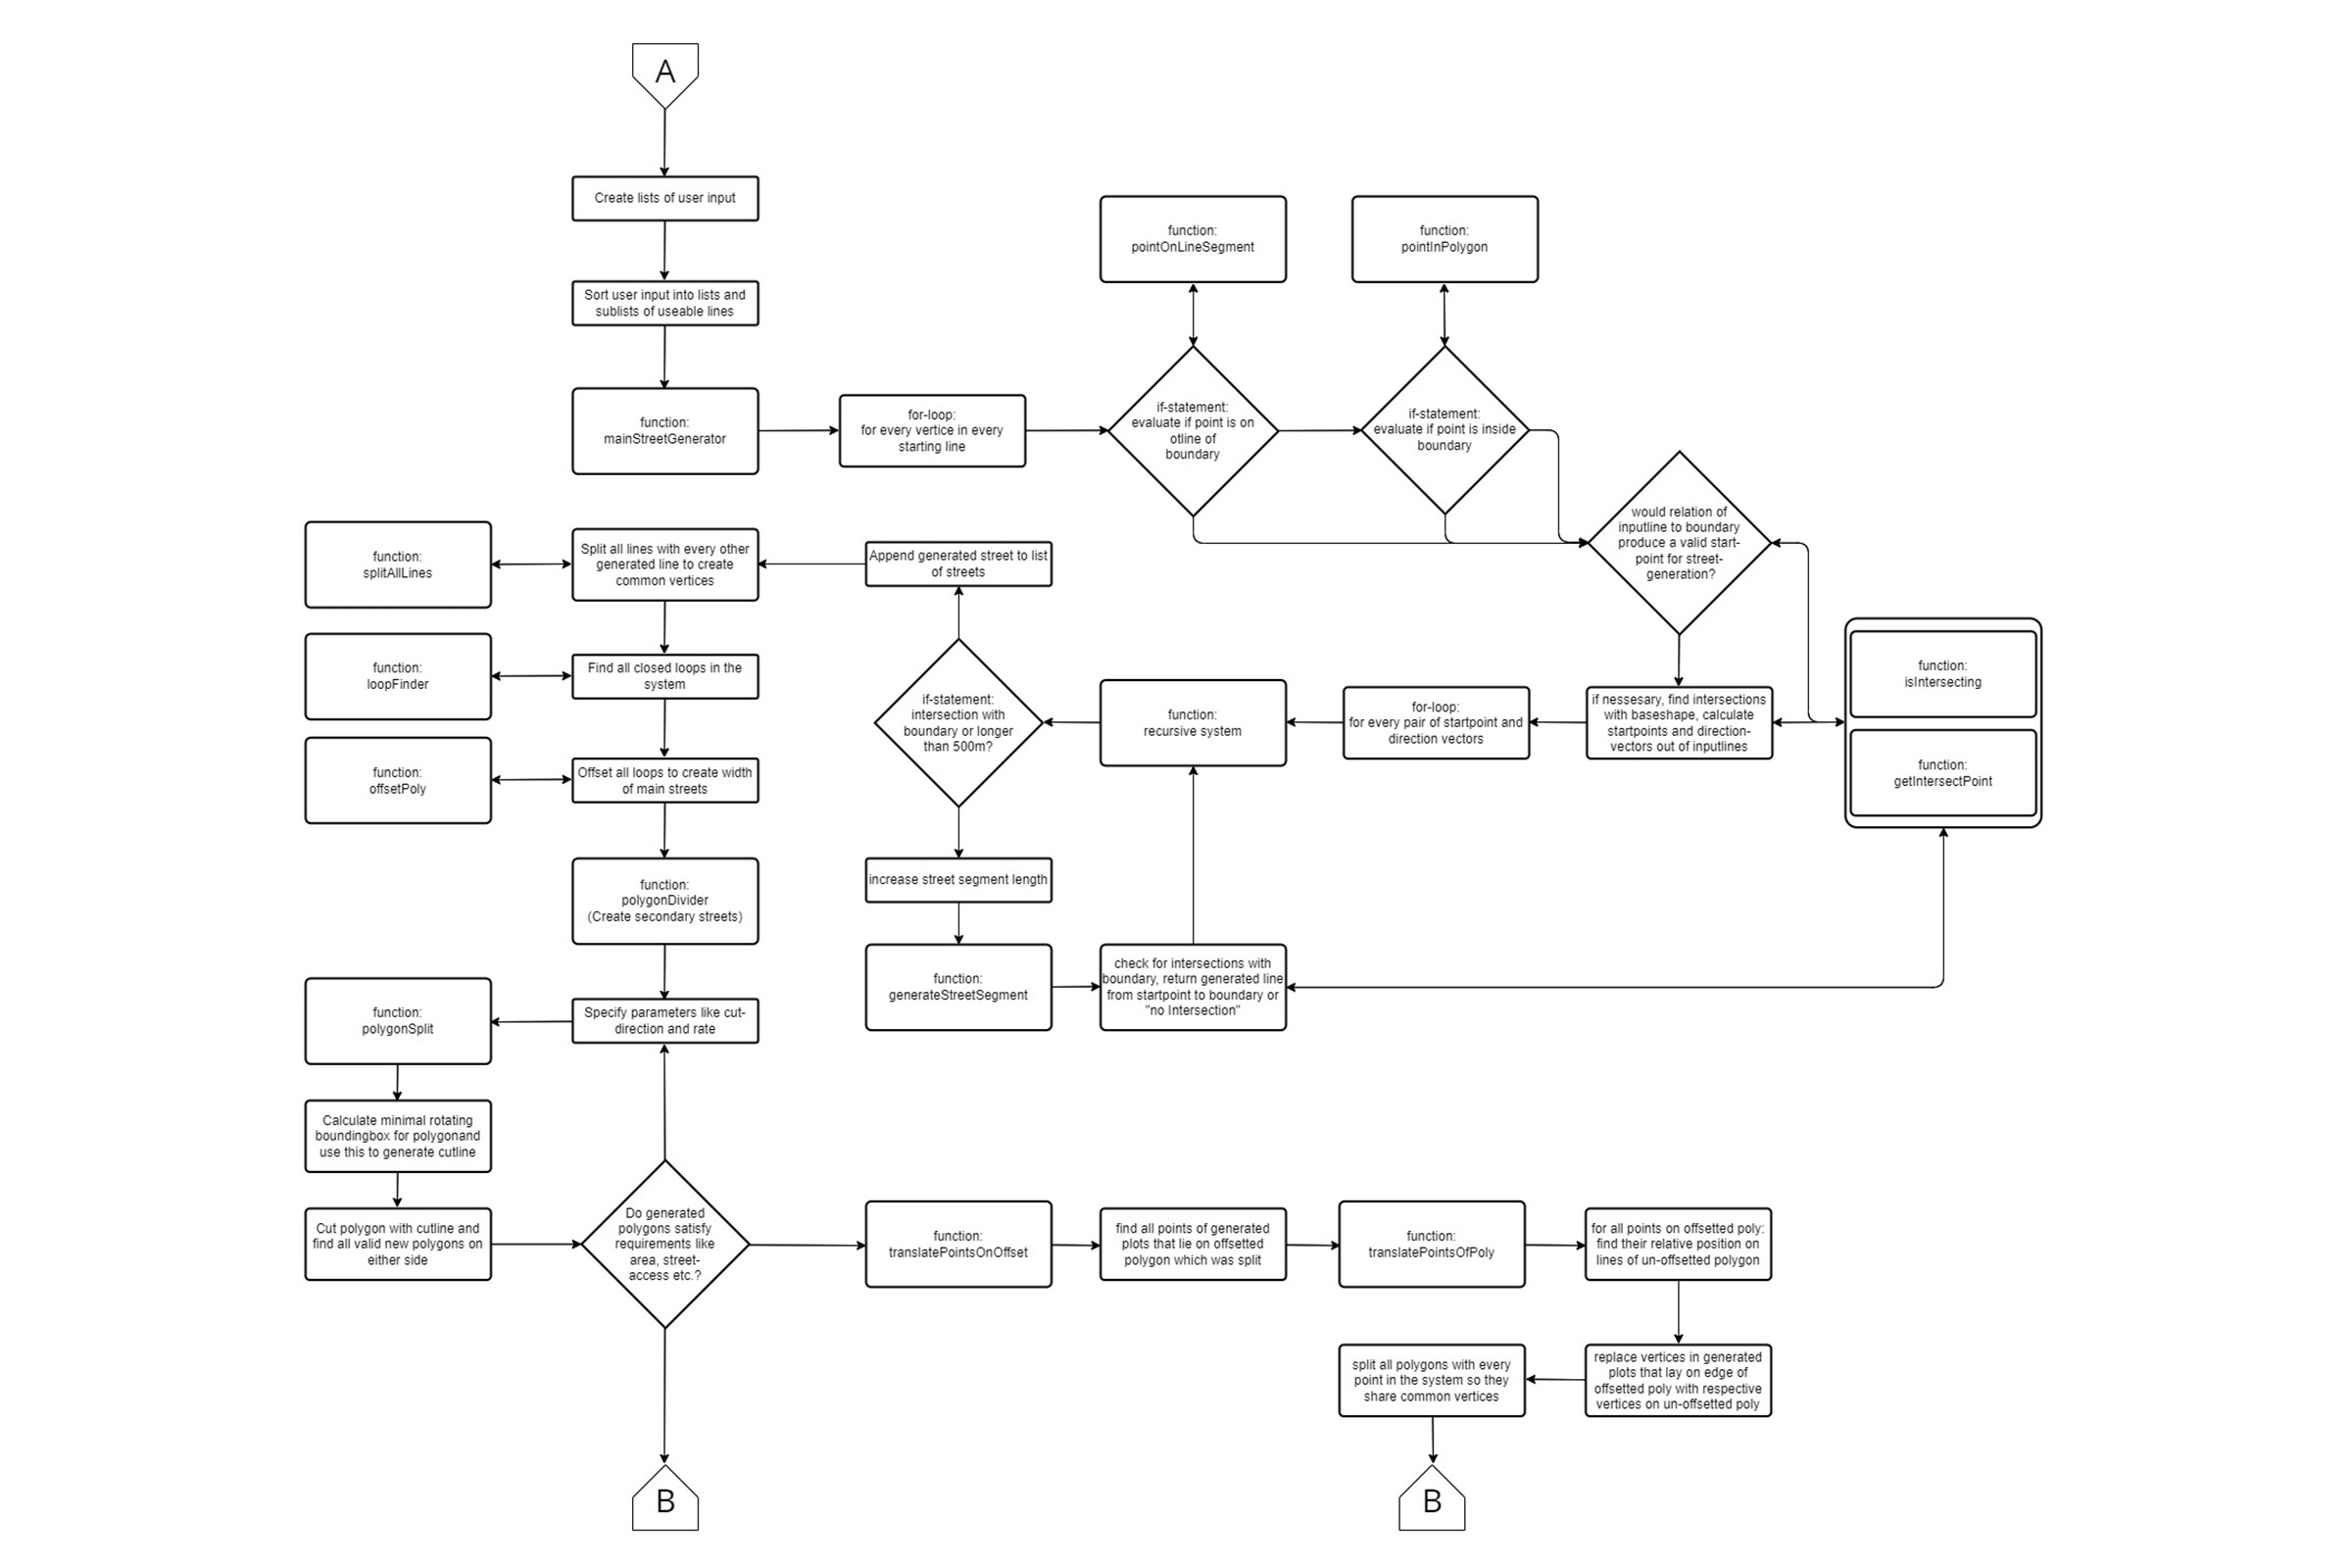 A
Create lists of user input
Sort user input into lists and
sublists of useable lines
function:
mainStreetGenerator
for-loop:
for every vertice in every
starting line
function:
pointOnLineSegment
function:
pointInPolygon
if-statement:
evaluate if point is on
otline of
boundary
if-statement:
evaluate if point is inside
boundary
would relation of
inputline to boundary
produce a valid start-
point for street-
generation?
function:
isIntersecting
function:
getIntersectPoint
if nessesary, find intersections
with baseshape, calculate
startpoints and direction-
vectors out of inputlines
for-loop:
for every pair of startpoint and
direction vectors
function:
recursive system
if-statement:
intersection with
boundary or longer
than 500m?
Append generated street to list
of streets
increase street segment length
function:
generateStreetSegment
check for intersections with
boundary, return generated line
from startpoint to boundary or
"no Intersection"
Split all lines with every other
generated line to create
common vertices
function:
splitAllLines
Find all closed loops in the
system
function:
loopFinder
Offset all loops to create width
of main streets
function:
offsetPoly
function:
polygonDivider
(Create secondary streets)
Specify parameters like cut-
direction and rate
function:
polygonSplit
Calculate minimal rotating
boundingbox for polygonand
use this to generate cutline
Cut polygon with cutline and
find all valid new polygons on
either side
Do generated
polygons satisfy
requirements like
area, street-
access etc.?
function:
translatePointsOnOffset
find all points of generated
plots that lie on offsetted
polygon which was split
function:
translatePointsOfPoly
for all points on offsetted poly:
find their relative position on
lines of un-offsetted polygon
replace vertices in generated
plots that lay on edge of
offsetted poly with respective
vertices on un-offsetted poly
split all polygons with every
point in the system so they
share common vertices
B
B